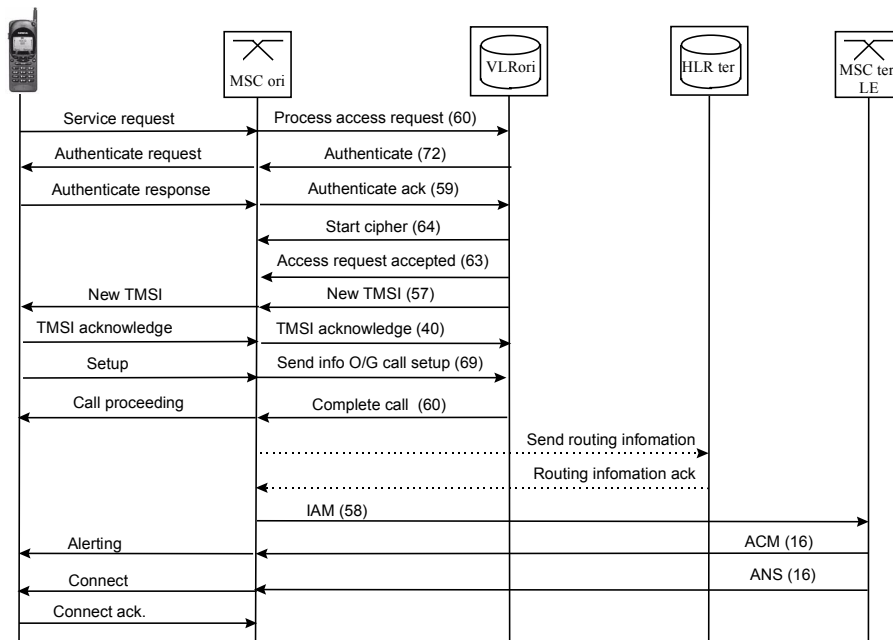 MSC ori
VLRori
HLR ter
MSC ter
LE
Service request
Process access request (60)
Authenticate request
Authenticate (72)
Authenticate response
Authenticate ack (59)
Start cipher (64)
Access request accepted (63)
New TMSI
New TMSI (57)
TMSI acknowledge
TMSI acknowledge (40)
Setup
Send info O/G call setup (69)
Call proceeding
Complete call (60)
Send routing infomation
Routing infomation ack
IAM (58)
Alerting
ACM (16)
Connect
ANS (16)
Connect ack.